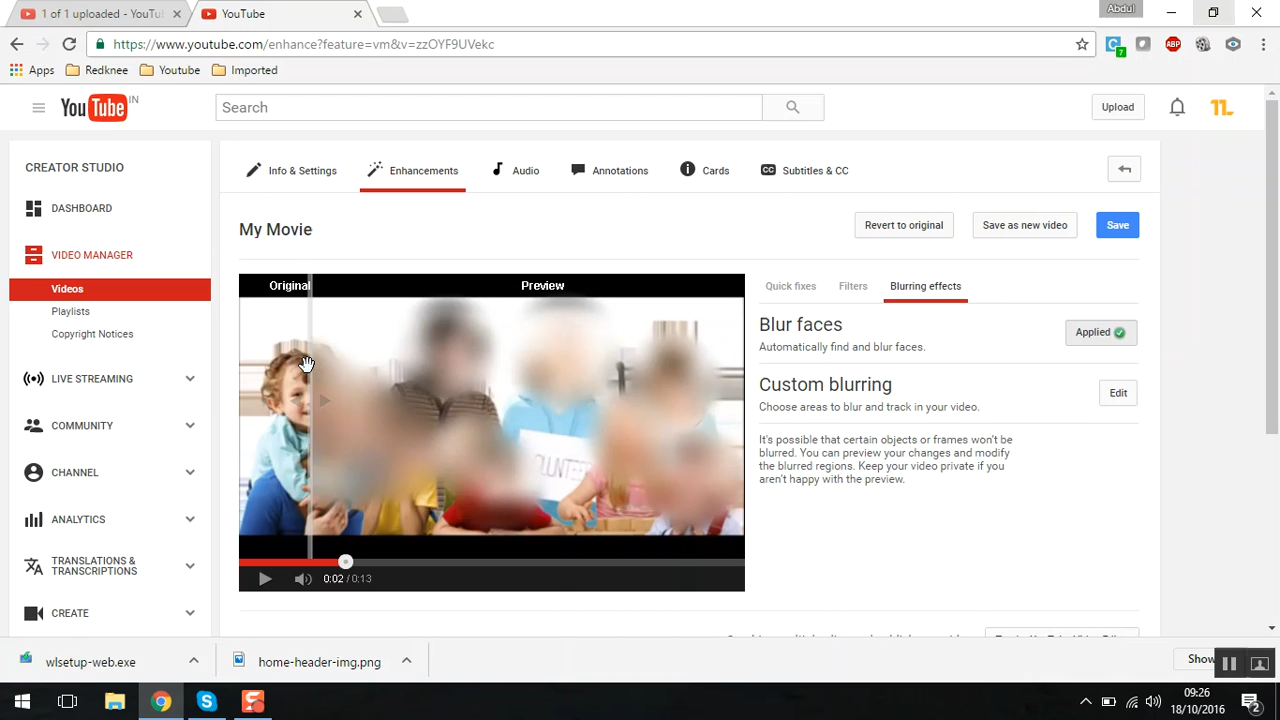 1 of 1 uploaded - YouTu
YouTube
Abdul
https://www.youtube.com/enhance?feature=vm&v=zzOYF9UVekc
7
ABP
Apps
Redknee
Youtube
Imported
YouTube IN
Search
Upload
CREATOR STUDIO
DASHBOARD
VIDEO MANAGER
Videos
Playlists
Copyright Notices
LIVE STREAMING
COMMUNITY
CHANNEL
ANALYTICS
TRANSLATIONS &
TRANSCRIPTIONS
CREATE
Info & Settings
Enhancements
Audio
Annotations
Cards
CC Subtitles & CC
My Movie
Revert to original
Save as new video
Save
Original
Preview
VOLUNTEER
0:02 / 0:13
Quick fixes
Filters
Blurring effects
Blur faces
Applied
Automatically find and blur faces.
Custom blurring
Edit
Choose areas to blur and track in your video.
It's possible that certain objects or frames won't be
blurred. You can preview your changes and modify
the blurred regions. Keep your video private if you
aren't happy with the preview.
wlsetup-web.exe
home-header-img.png
Show
09:26
18/10/2016
2